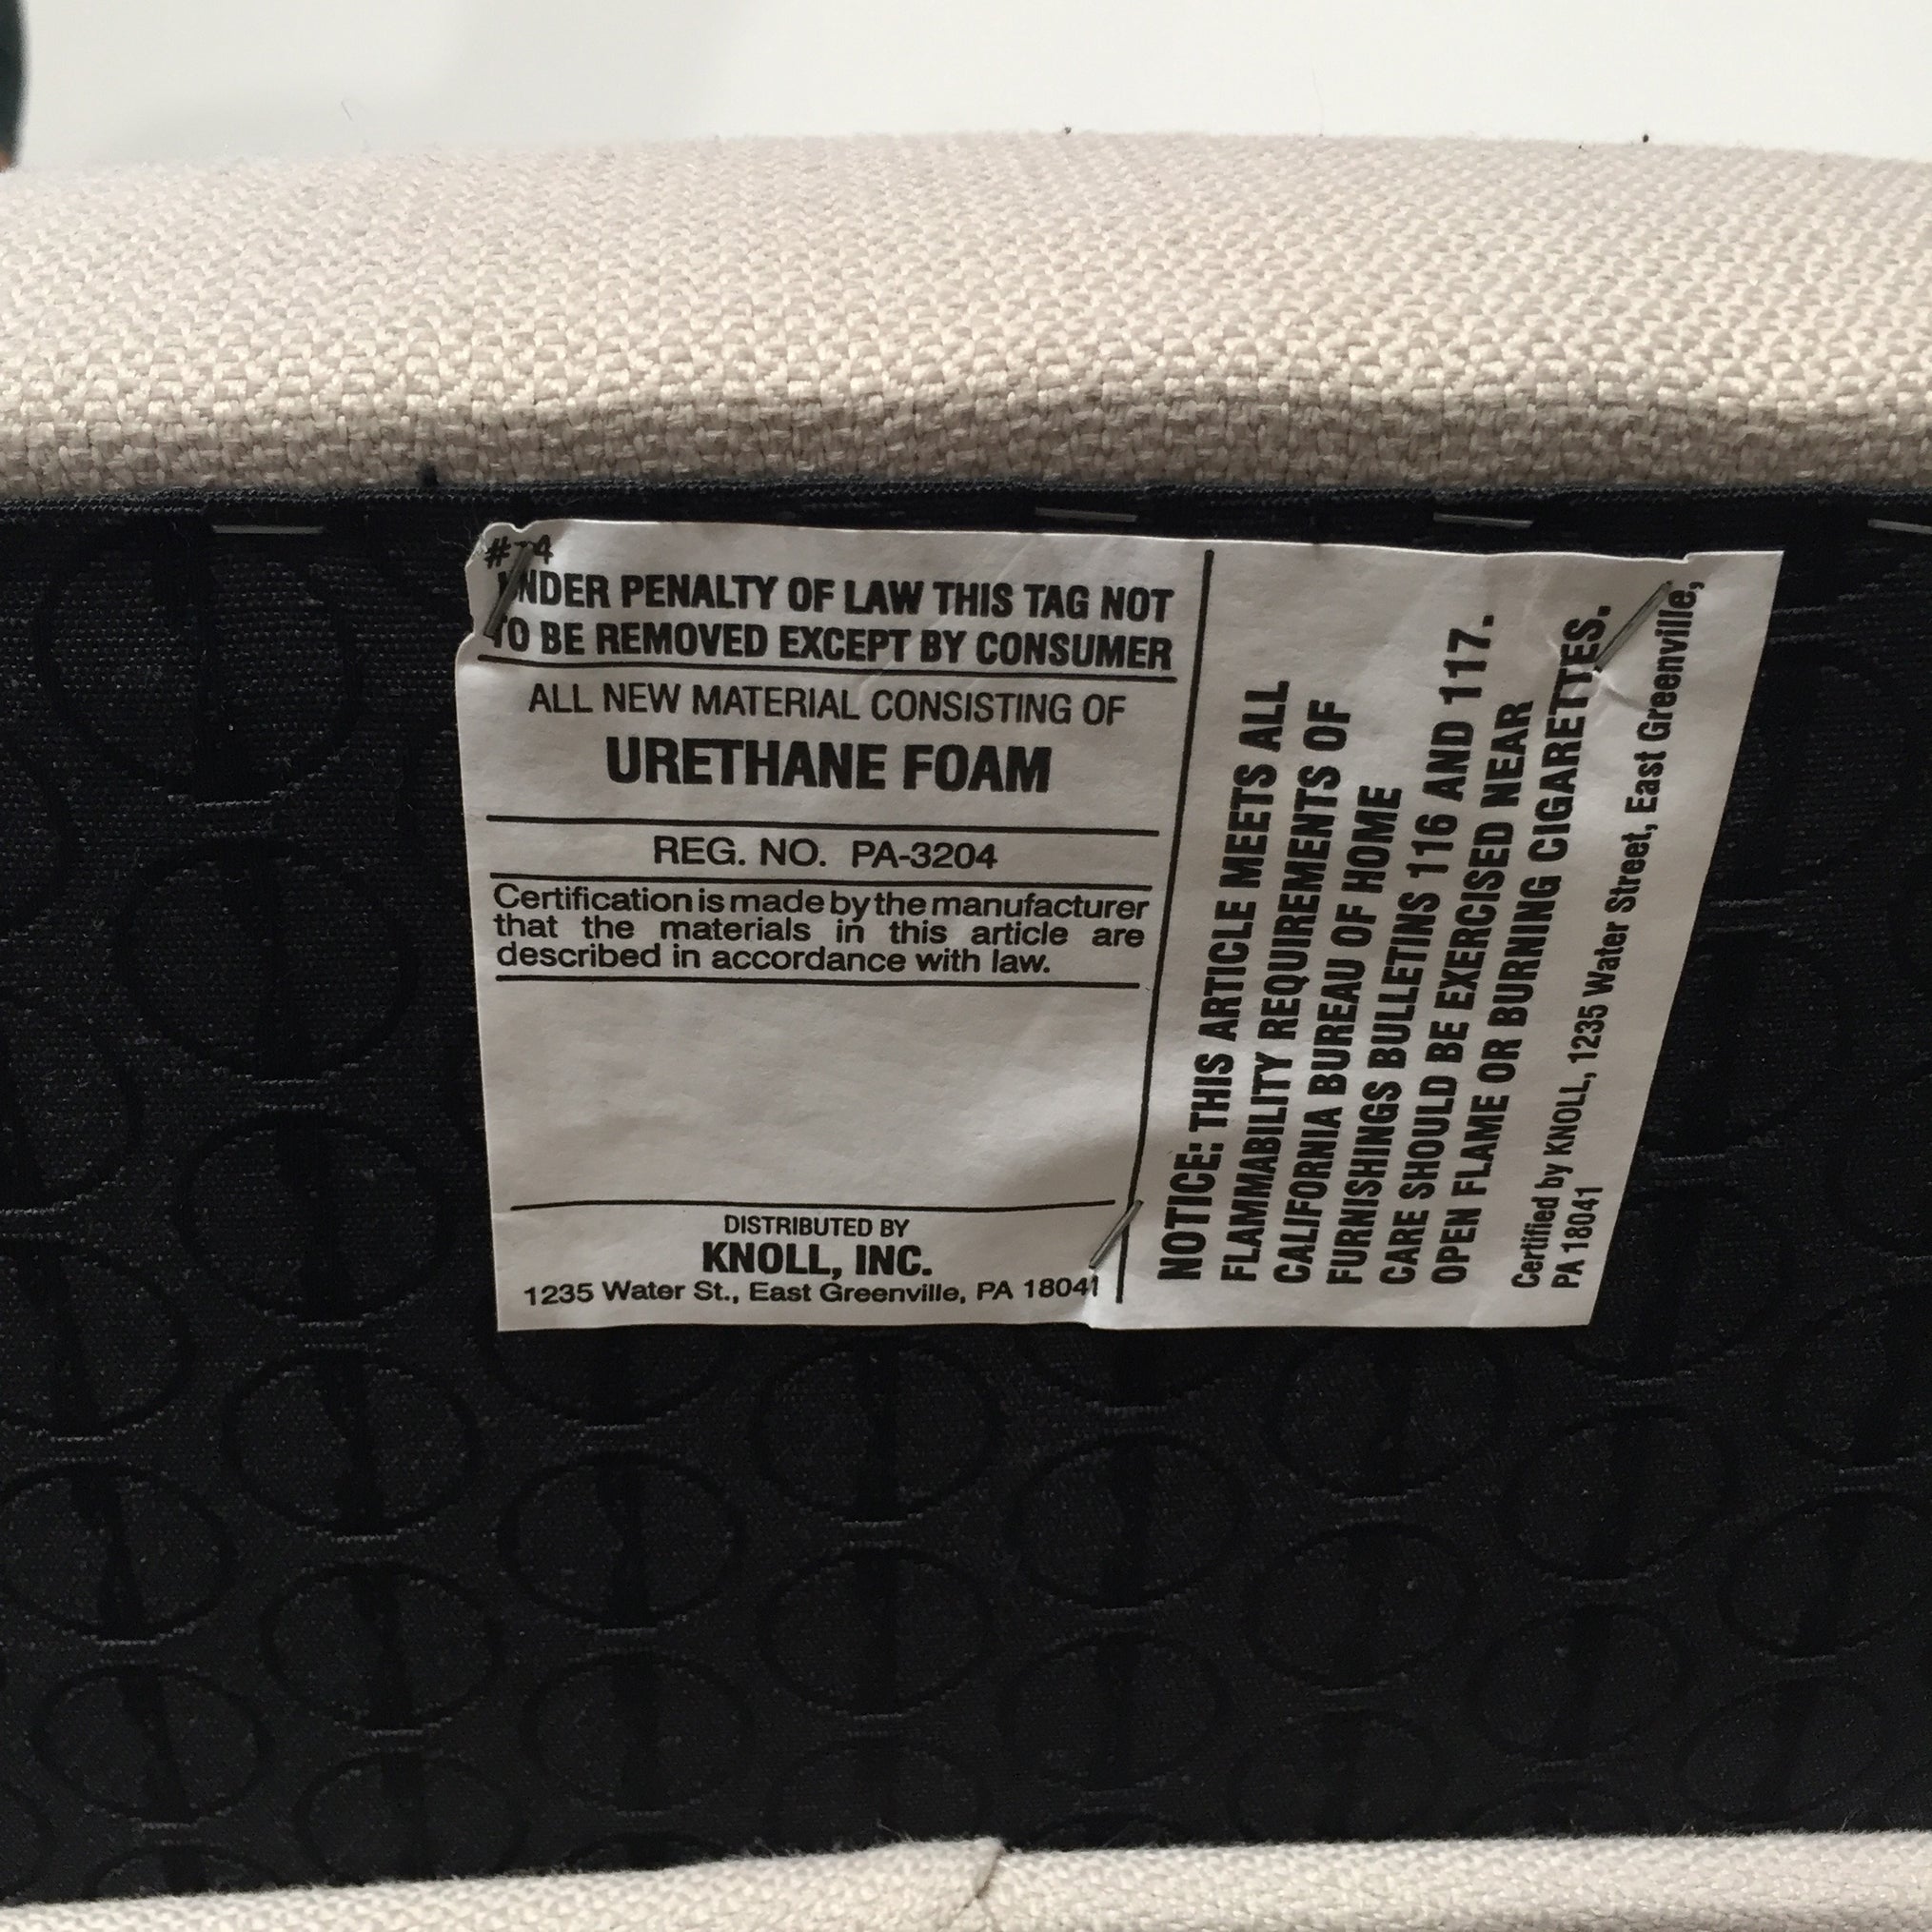 UNDER PENALTY OF LAW THIS TAG NOT
TO BE REMOVED EXCEPT BY CONSUMER
ALL NEW MATERIAL CONSISTING OF
URETHANE FOAM
REG. NO. PA-3204
Certification is made by the manufacturer
that the materials in this article are
described in accordance with law.
DISTRIBUTED BY
KNOLL, INC.
1235 Water St., East Greenville, PA 18041
NOTICE: THIS ARTICLE MEETS ALL
FLAMMABILITY REQUIREMENTS OF
CALIFORNIA BUREAU OF HOME
FURNISHINGS BULLETINS 116 AND 117.
CARE SHOULD BE EXERCISED NEAR
OPEN FLAME OR BURNING CIGARETTES.
Certified by KNOLL, 1235 Water Street, East Greenville,
PA 18041